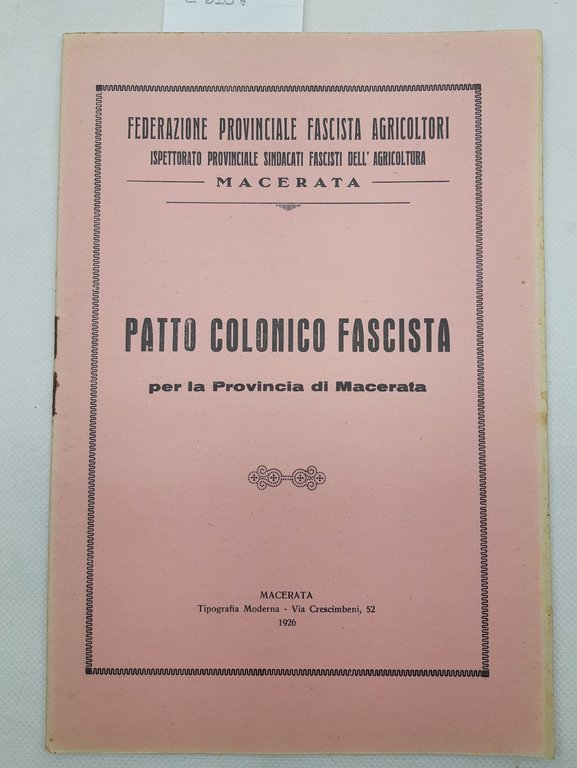 FEDERAZIONE PROVINCIALE FASCISTA AGRICOLTORI
ISPETTORATO PROVINCIALE SINDACATI FASCISTI DELL'AGRICOLTURA
MACERATA
PATTO COLONICO FASCISTA
per la Provincia di Macerata
MACERATA
Tipografia Moderna - Via Crescimbeni, 52
1926